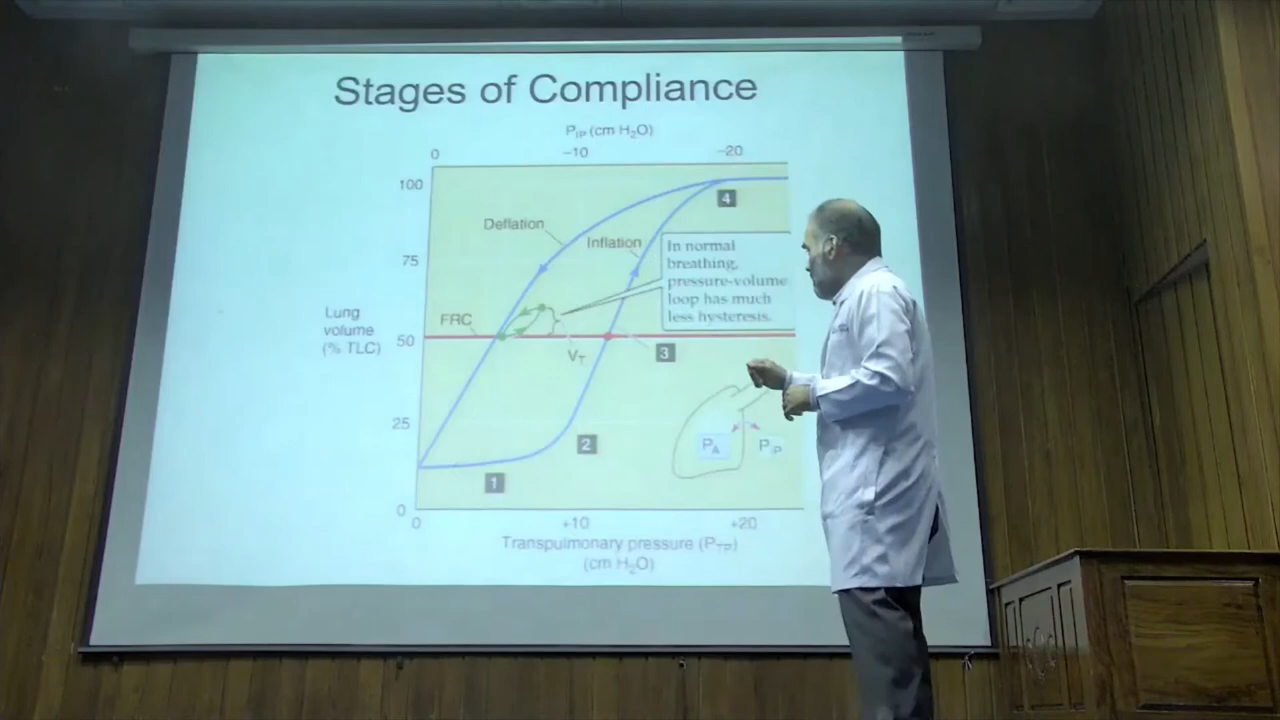 Stages of Compliance
P_IP (cm H₂O)
0 –10 –20
100
75
50
25
0
Lung
volume
(% TLC)
Deflation
Inflation
FRC
V_T
In normal
breathing,
pressure-volume
loop has much
less hysteresis.
4
3
2
1
P_A P_IP
0 +10 +20
Transpulmonary pressure (P_TP)
(cm H₂O)